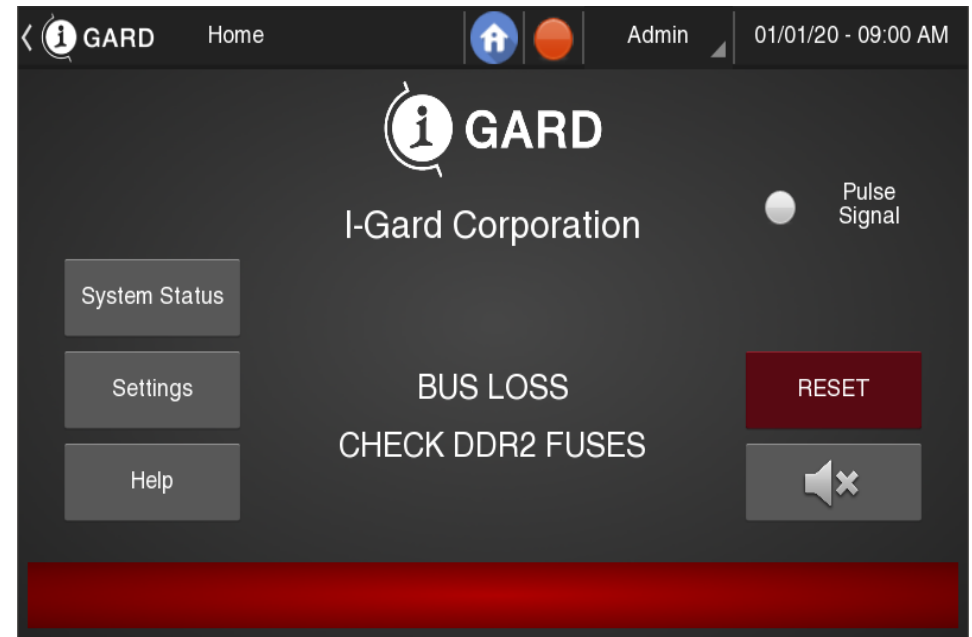 i GARD
Home
Admin
01/01/20 - 09:00 AM
i GARD
I-Gard Corporation
Pulse
Signal
System Status
Settings
BUS LOSS
RESET
CHECK DDR2 FUSES
Help